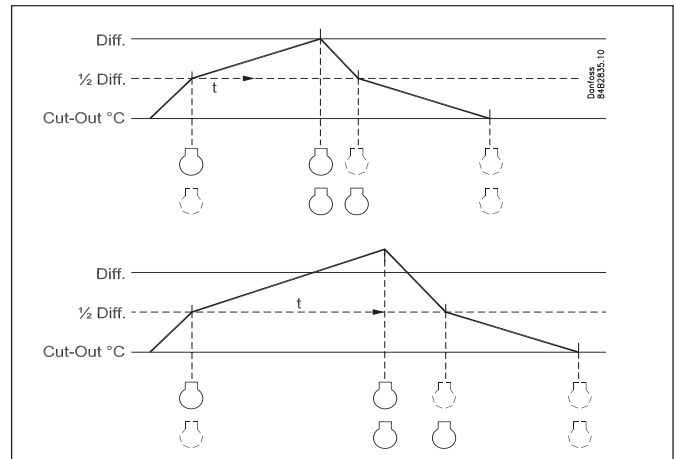 Diff.
½ Diff.
t
Cut-Out °C
Danfoss
84B2835.10
Diff.
½ Diff.
t
Cut-Out °C